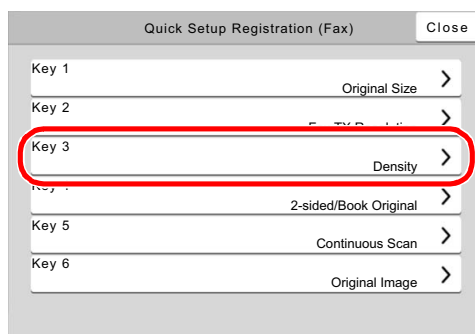 Quick Setup Registration (Fax)
Close
Key 1
Original Size
Key 2
Key 3
Density
2-sided/Book Original
Key 5
Continuous Scan
Key 6
Original Image